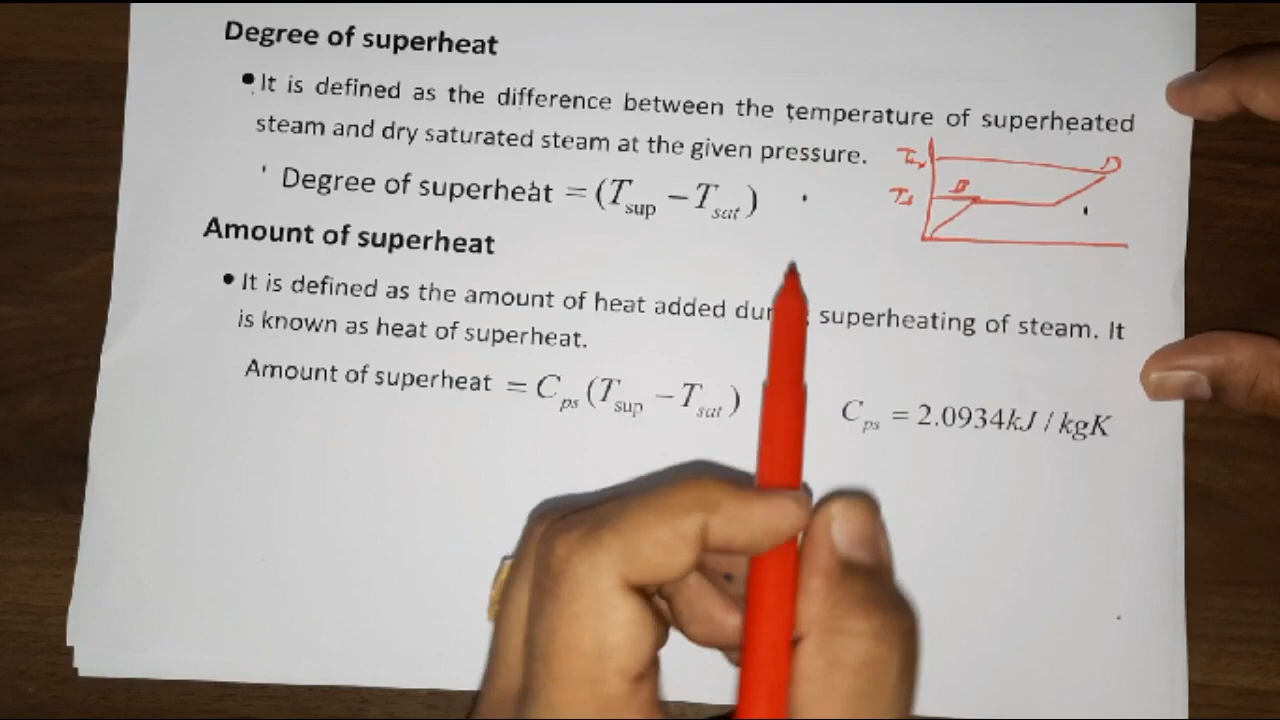 Degree of superheat
• It is defined as the difference between the temperature of superheated
steam and dry saturated steam at the given pressure.
Degree of superheat = (T_sup − T_sat)
Amount of superheat
• It is defined as the amount of heat added superheating of steam. It
is known as heat of superheat.
Amount of superheat = C_ps (T_sup − T_sat)
C_ps = 2.0934kJ / kgK
B
D